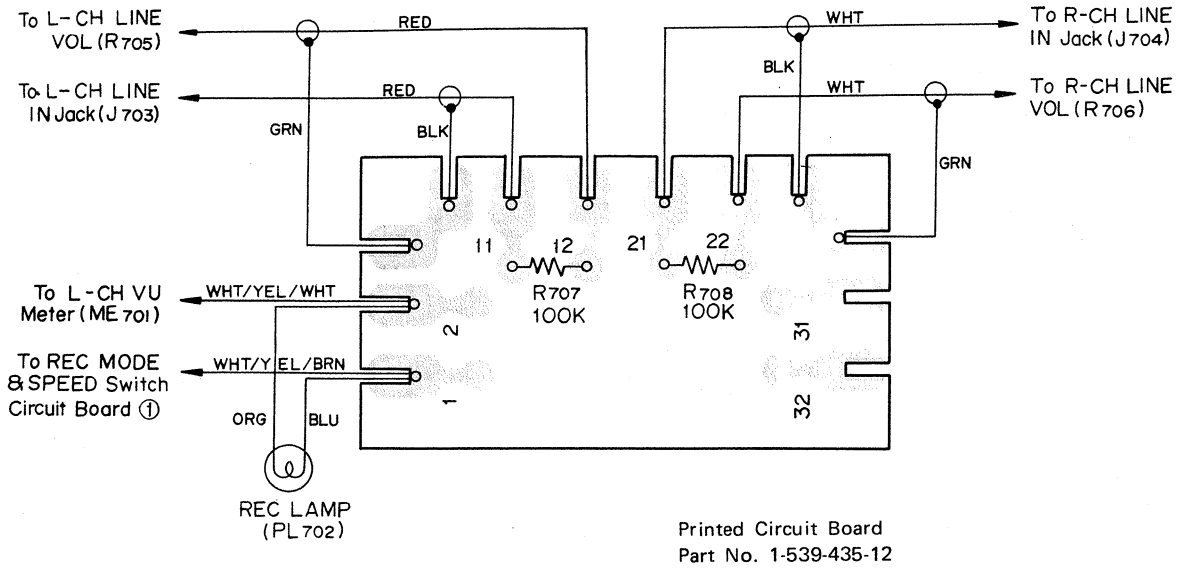 To L-CH LINE
VOL (R705)
RED
WHT
To R-CH LINE
IN Jack (J704)
BLK
To L-CH LINE
IN Jack (J703)
RED
WHT
To R-CH LINE
VOL (R706)
GRN
BLK
GRN
11
12
21
22
R707
100K
R708
100K
To L-CH VU
Meter (ME701)
WHT/YEL/WHT
2
31
To REC MODE
& SPEED Switch
Circuit Board ①
WHT/YEL/BRN
1
32
ORG
BLU
REC LAMP
(PL702)
Printed Circuit Board
Part No. 1-539-435-12